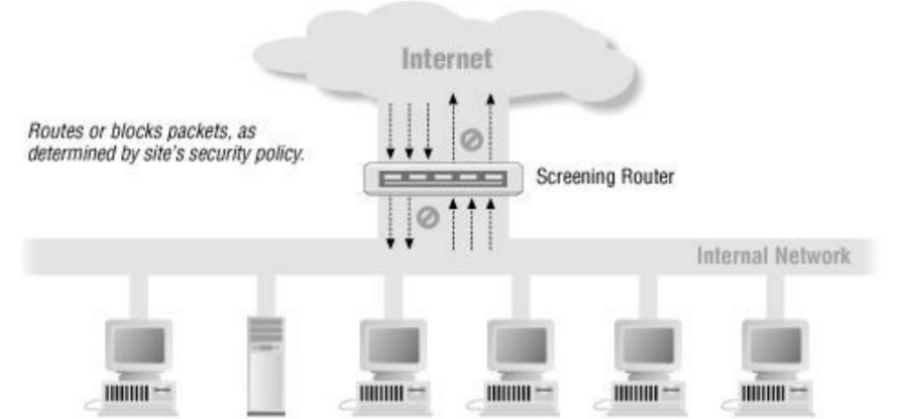 Internet
Routes or blocks packets, as
determined by site's security policy.
Screening Router
Internal Network